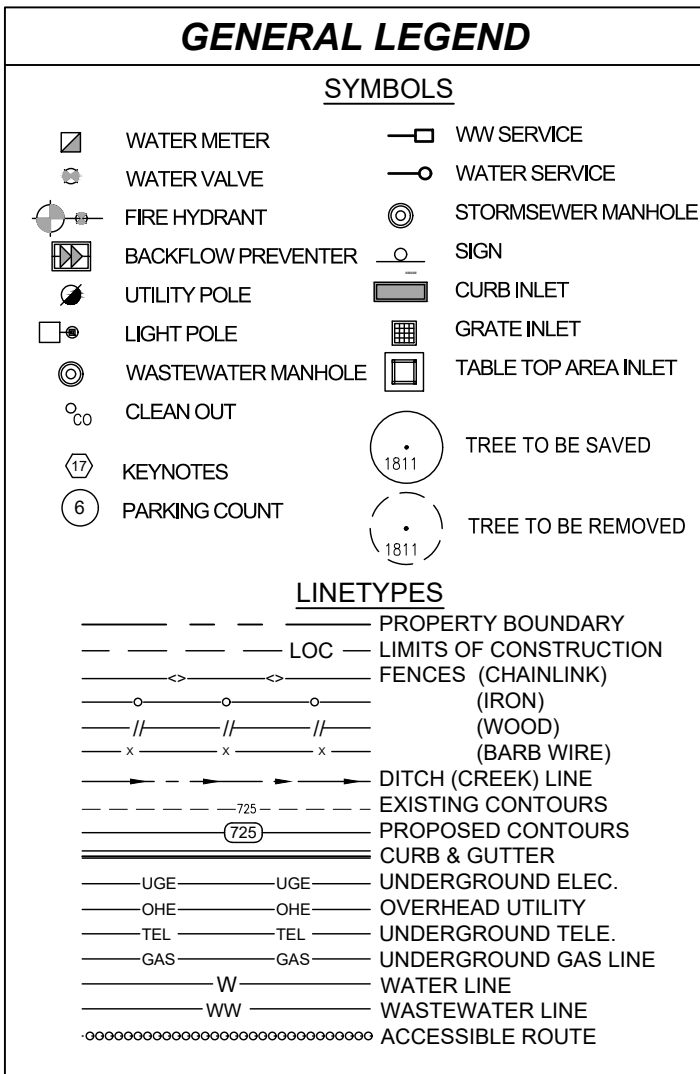 GENERAL LEGEND
SYMBOLS
WATER METER
WATER VALVE
FIRE HYDRANT
BACKFLOW PREVENTER
UTILITY POLE
LIGHT POLE
WASTEWATER MANHOLE
CO CLEAN OUT
17 KEYNOTES
6 PARKING COUNT
WW SERVICE
WATER SERVICE
STORMSEWER MANHOLE
SIGN
CURB INLET
GRATE INLET
TABLE TOP AREA INLET
1811 TREE TO BE SAVED
1811 TREE TO BE REMOVED
LINETYPES
PROPERTY BOUNDARY
LOC LIMITS OF CONSTRUCTION
<> <> FENCES (CHAINLINK)
(IRON)
// // // (WOOD)
x x x (BARB WIRE)
DITCH (CREEK) LINE
725 EXISTING CONTOURS
725 PROPOSED CONTOURS
CURB & GUTTER
UGE UGE UNDERGROUND ELEC.
OHE OHE OVERHEAD UTILITY
TEL TEL UNDERGROUND TELE.
GAS GAS UNDERGROUND GAS LINE
W WATER LINE
WW WASTEWATER LINE
ACCESSIBLE ROUTE